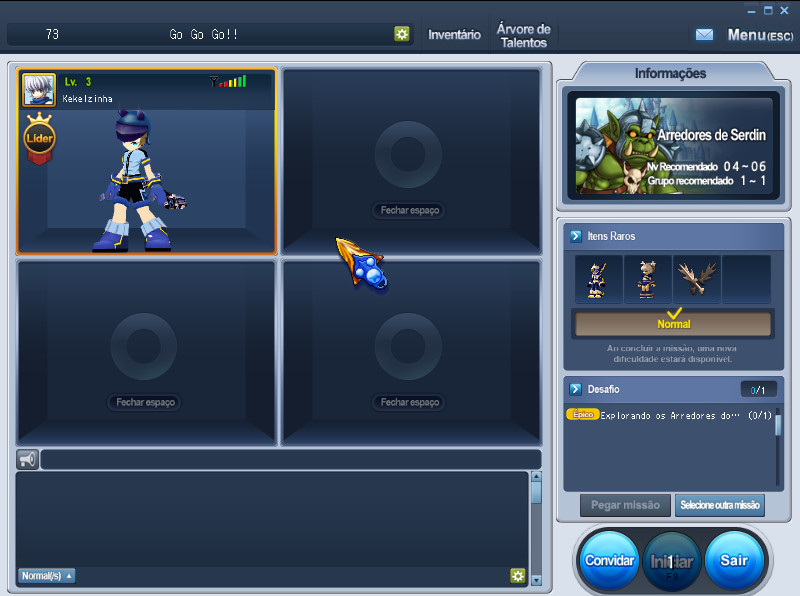 73 Go Go Go!!
Inventário
Árvore de
Talentos
Menu(ESC)
Lv. 3
Kekelzinha
Líder
Fechar espaço
Fechar espaço
Fechar espaço
Normal/s)
Informações
Arredores de Serdin
Nv Recomendado 04~06
Grupo recomendado 1~1
Itens Raros
Normal
Ao concluir a missão, uma nova
dificuldade estará disponível.
Desafio 0/1
Épico Explorando os Arredores do... (0/1)
Pegar missão
Selecione outra missão
Convidar
Iniciar
F5
Sair